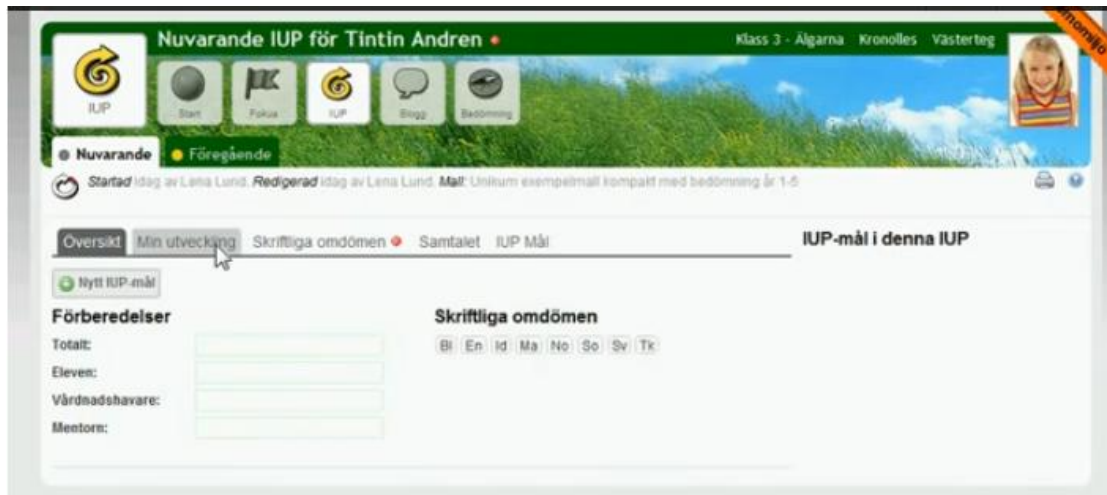 Nuvarande IUP för Tintin Andren
Klass 3 - Älgarna Kronolles Västerteg
IUP
Start Fokus IUP Blogg Bedömning
Nuvarande Föregående
Startad idag av Lena Lund. Redigerad idag av Lena Lund. Mall: Unikum exempelmall kompakt med bedömning år 1-5
Översikt Min utveckling Skriftliga omdömen Samtalet IUP Mål
IUP-mål i denna IUP
Nytt IUP-mål
Förberedelser
Skriftliga omdömen
Totalt:
Bl En Id Ma No So Sv Tk
Eleven:
Vårdnadshavare:
Mentorn: